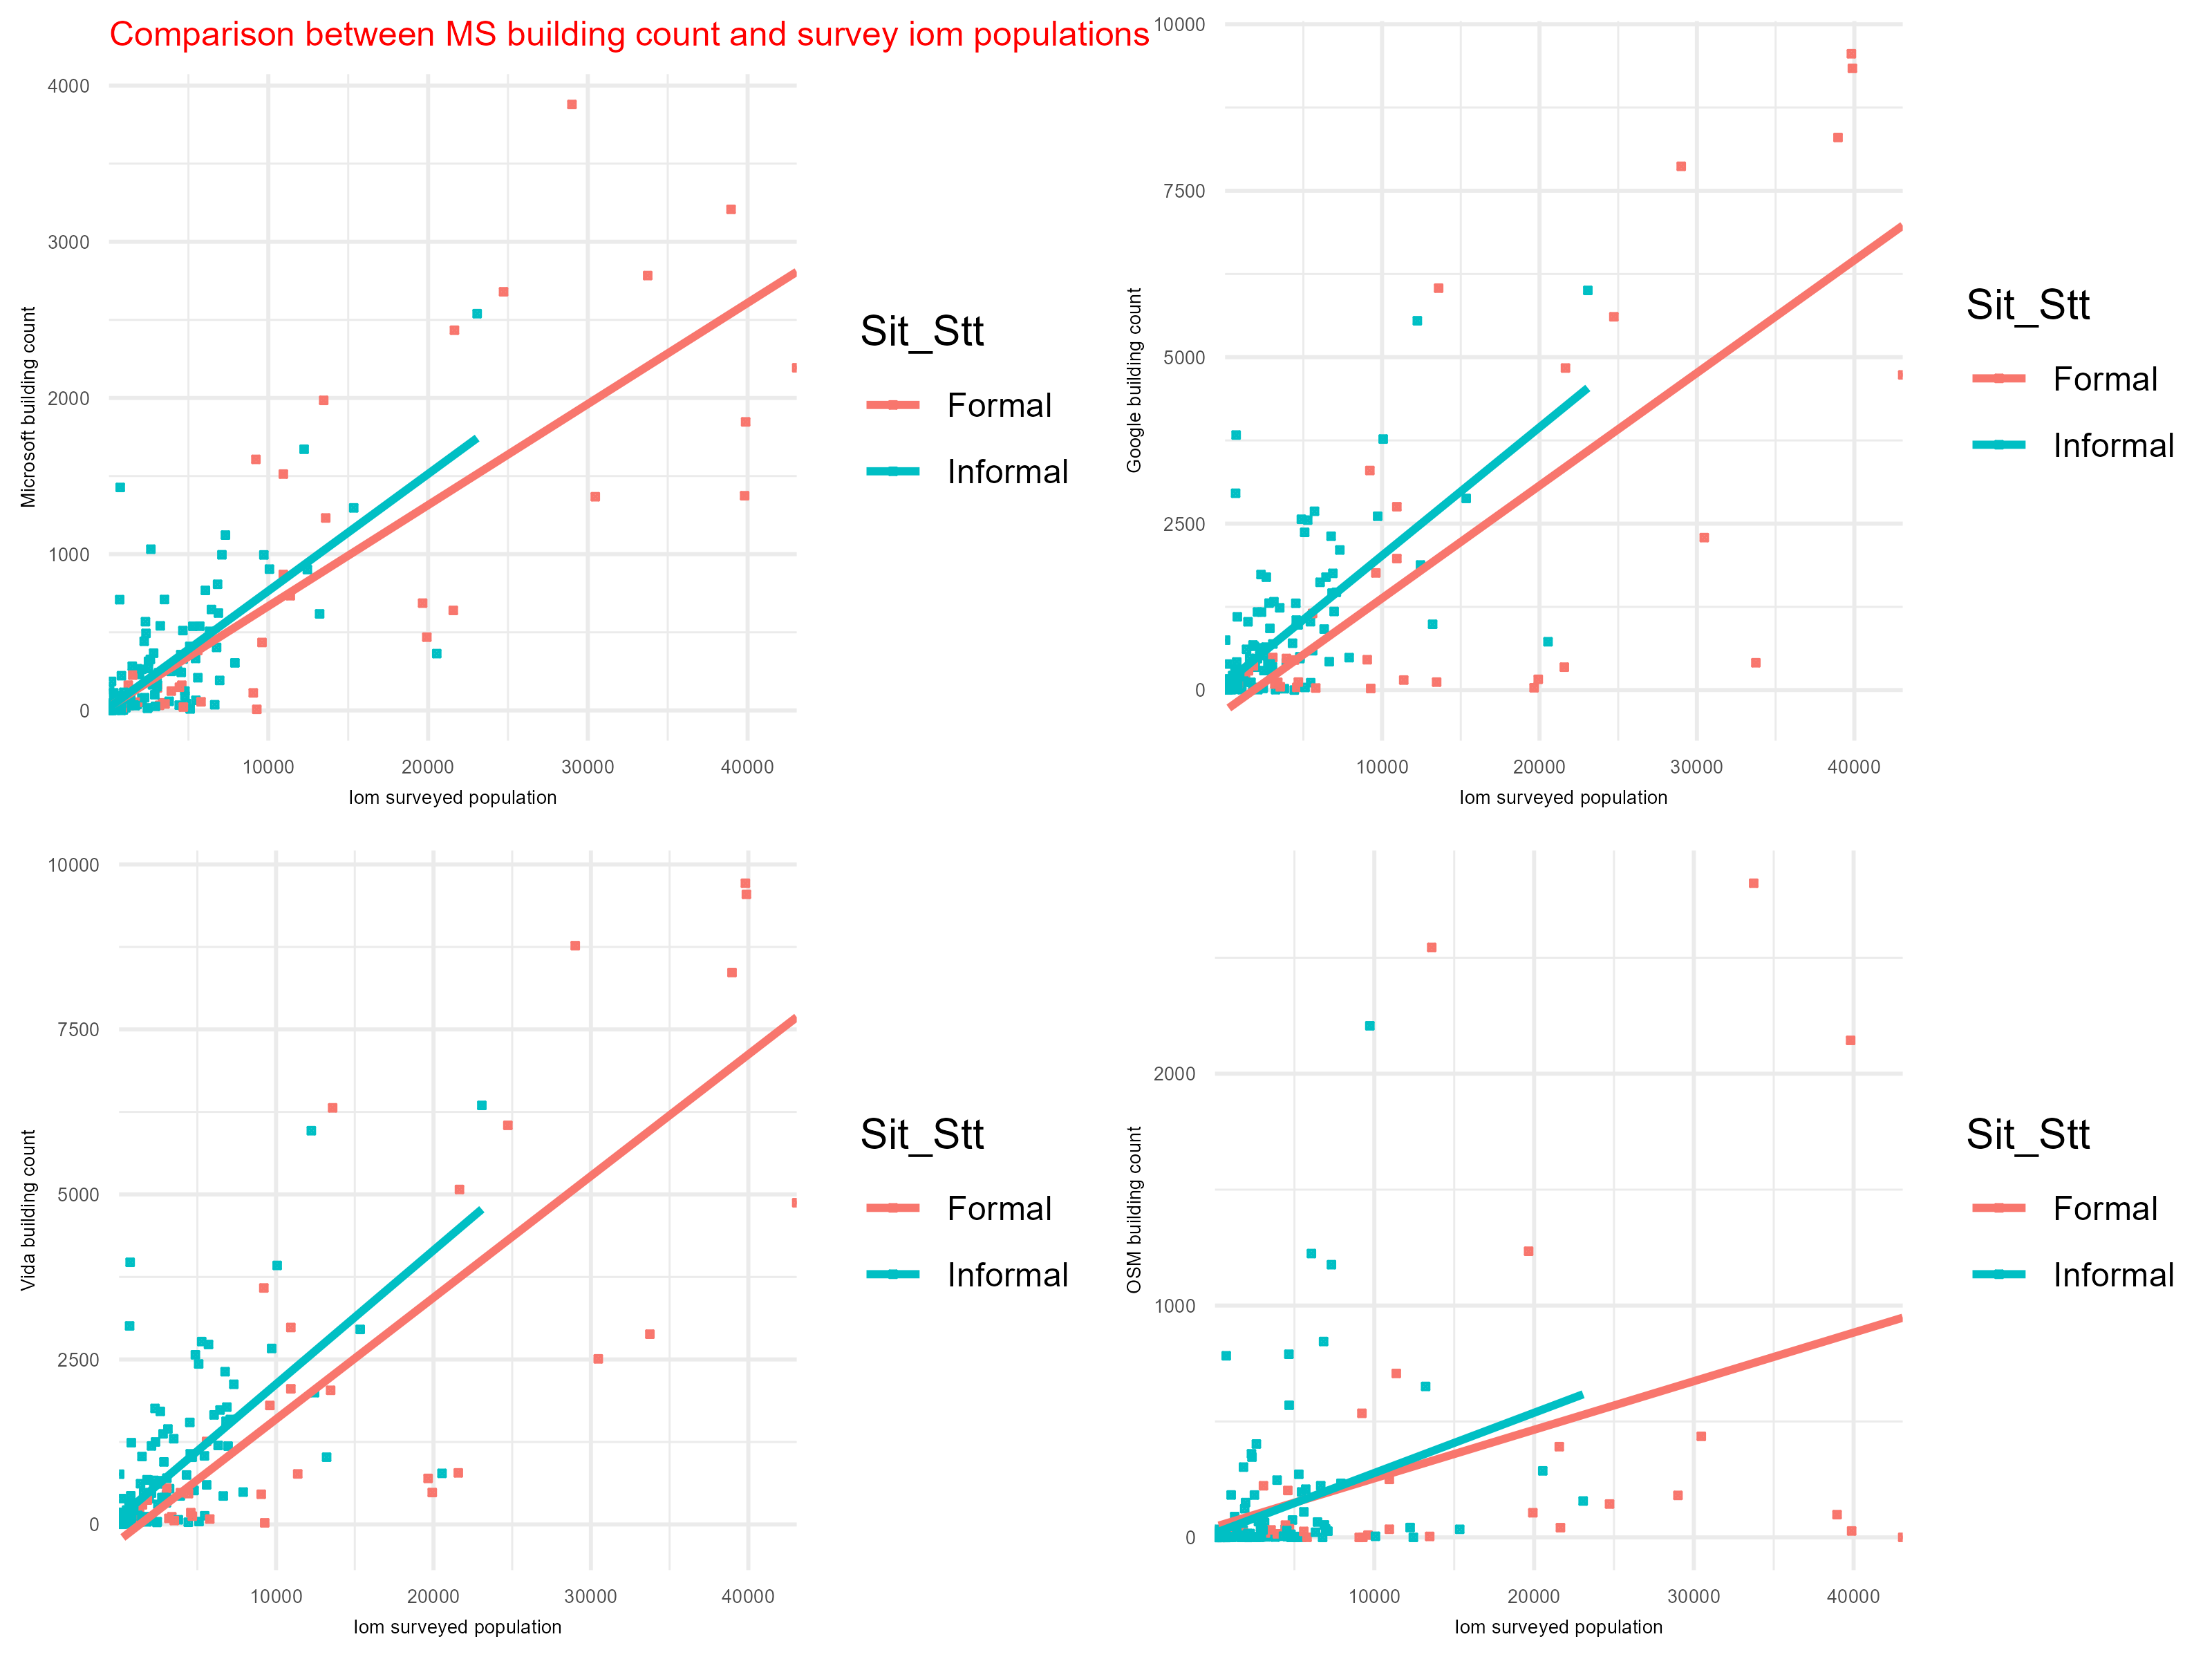 Comparison between MS building count and survey iom populations
4000
3000
2000
1000
0
Microsoft building count
10000 20000 30000 40000
Iom surveyed population
Sit_Stt
Formal
Informal
10000
7500
5000
2500
0
Google building count
10000 20000 30000 40000
Iom surveyed population
Sit_Stt
Formal
Informal
10000
7500
5000
2500
0
Vida building count
10000 20000 30000 40000
Iom surveyed population
Sit_Stt
Formal
Informal
2000
1000
0
OSM building count
10000 20000 30000 40000
Iom surveyed population
Sit_Stt
Formal
Informal